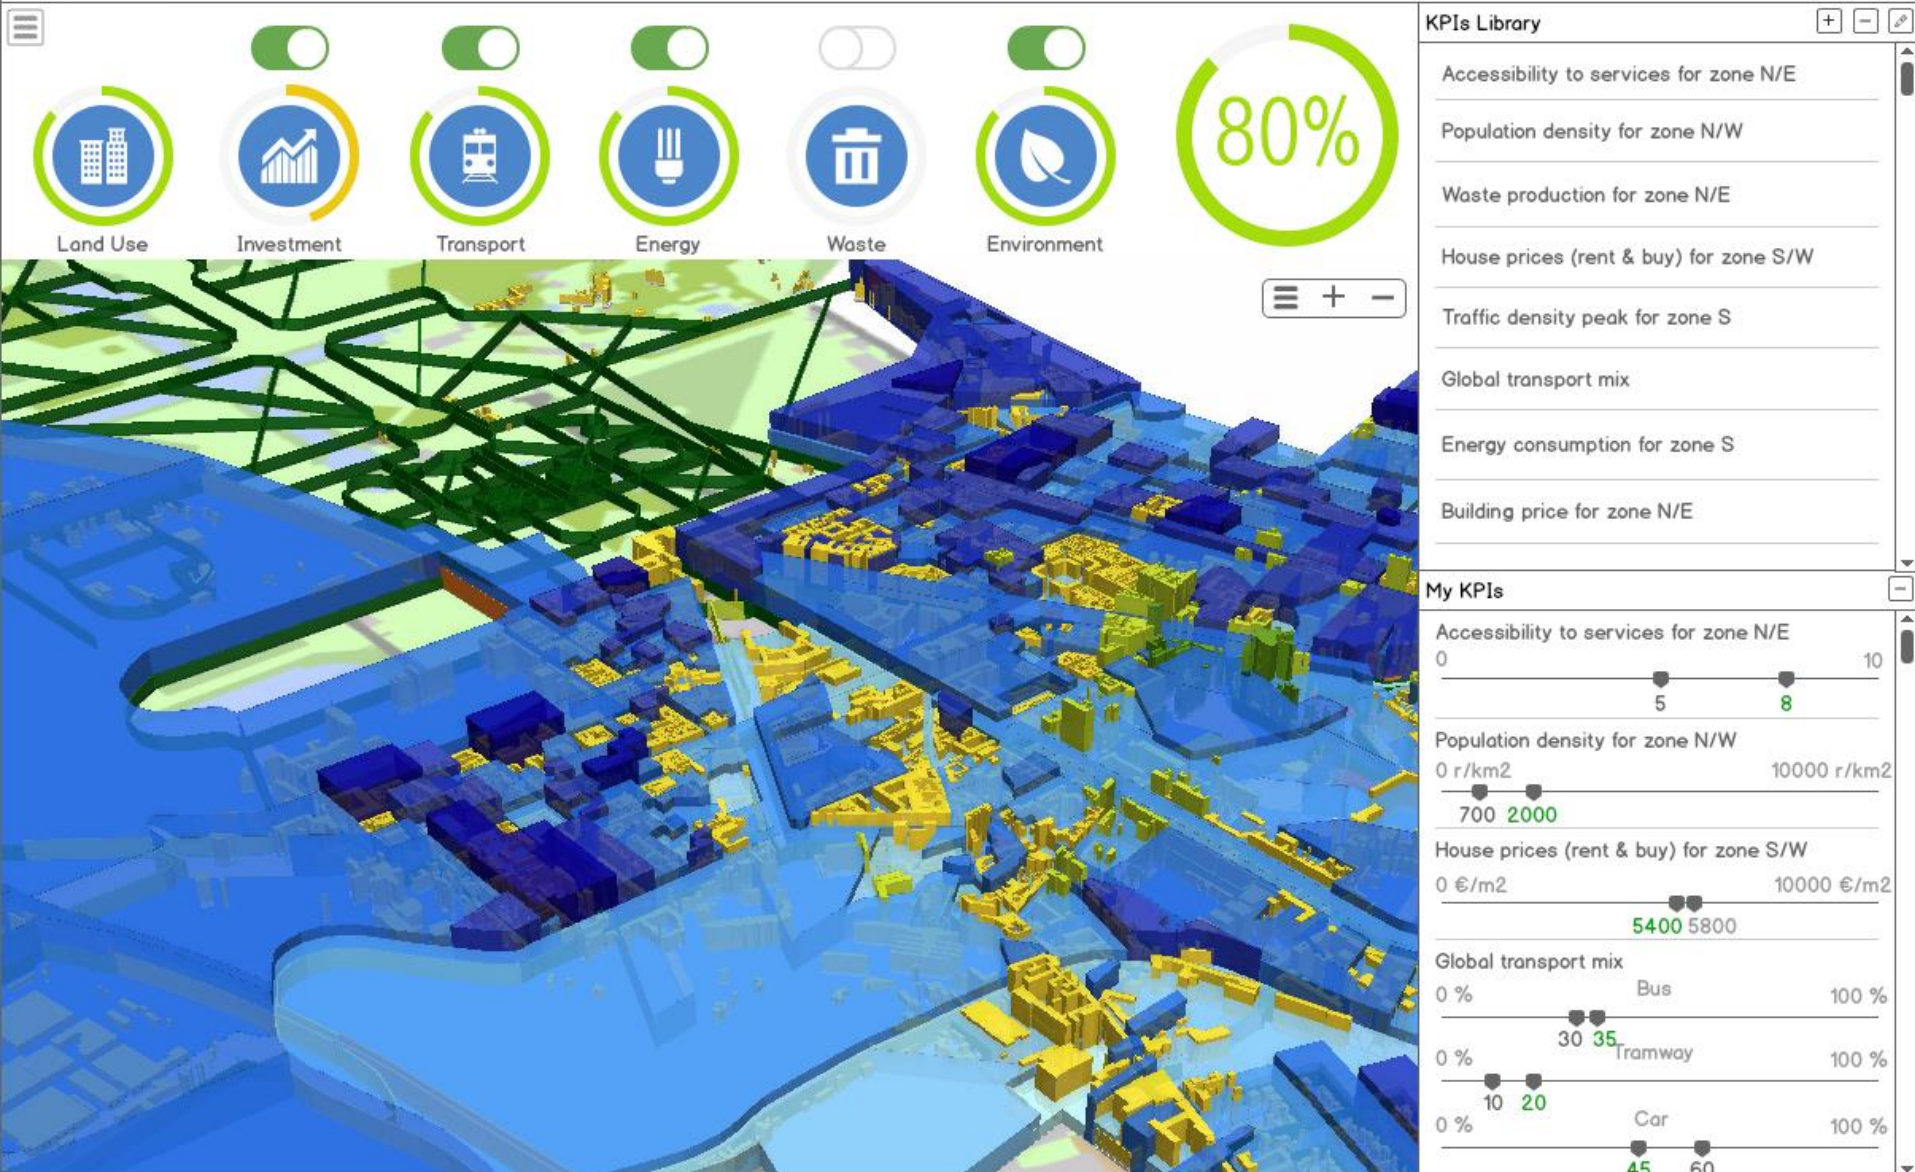 Land Use
Investment
Transport
Energy
Waste
Environment
80%
KPIs Library
Accessibility to services for zone N/E
Population density for zone N/W
Waste production for zone N/E
House prices (rent & buy) for zone S/W
Traffic density peak for zone S
Global transport mix
Energy consumption for zone S
Building price for zone N/E
My KPIs
Accessibility to services for zone N/E
0 10
5 8
Population density for zone N/W
0 r/km2 10000 r/km2
700 2000
House prices (rent & buy) for zone S/W
0 €/m2 10000 €/m2
5400 5800
Global transport mix
0 % Bus 100 %
30 35
0 % Tramway 100 %
10 20
0 % Car 100 %
45 60